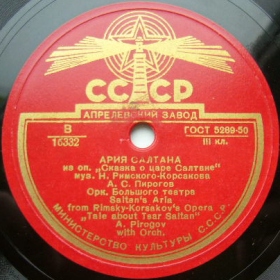 СССР
АПРЕЛЕВСКИЙ ЗАВОД
В ГОСТ 5289-50
16332 III кл.
АРИЯ САЛТАНА
из оп. „Сказка о царе Салтане"
муз. Н. Римского-Корсакова
А. С. Пирогов
Орк. Большого театра
Saltan's Aria
from Rimsky-Korsakov's Opera
"Tale about Tsar Saltan"
A. Pirogov
with Orch.
МИНИСТЕРСТВО КУЛЬТУРЫ СССР